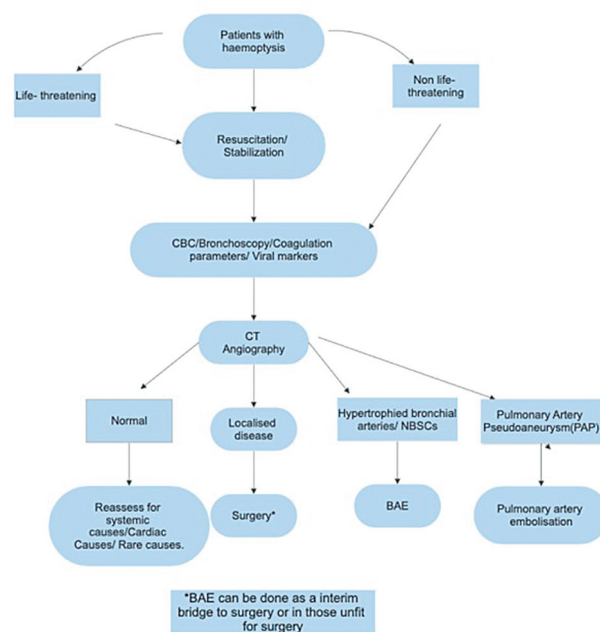 Patients with
haemoptysis
Life- threatening
Non life-
threatening
Resuscitation/
Stabilization
CBC/Bronchoscopy/Coagulation
parameters/ Viral markers
CT
Angiography
Normal
Localised
disease
Hypertrophied bronchial
arteries/ NBSCs
Pulmonary Artery
Pseudoaneurysm(PAP)
Reassess for
systemic
causes/Cardiac
Causes/ Rare causes.
Surgery*
BAE
Pulmonary artery
embolisation
*BAE can be done as a interim
bridge to surgery or in those unfit
for surgery